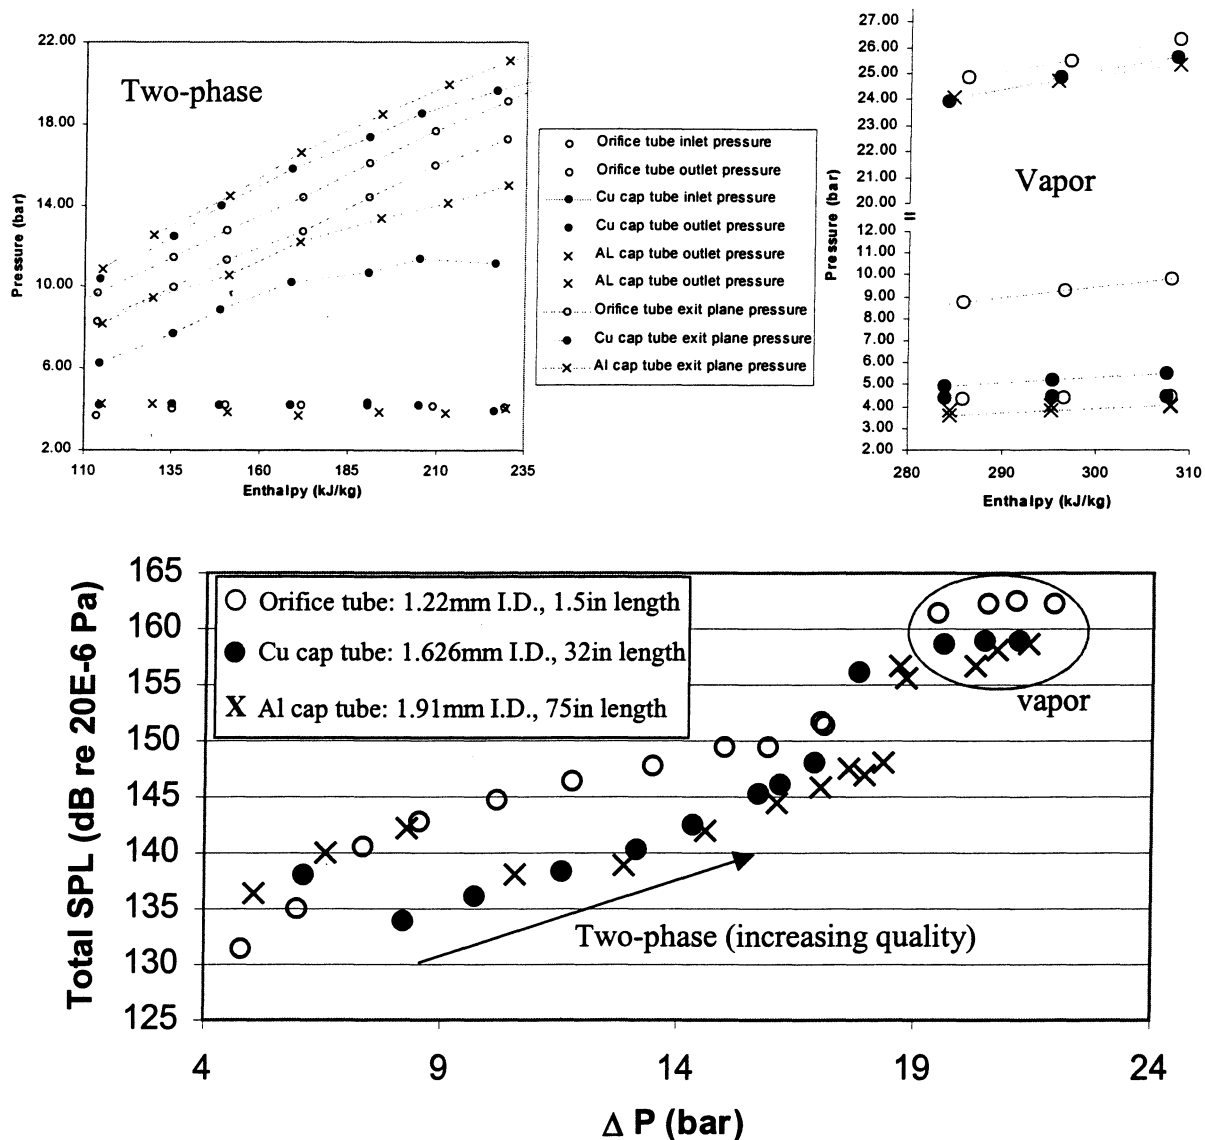 22.00
18.00
14.00
10.00
6.00
2.00
Pressure (bar)
Two-phase
110
135
160
185
210
235
Enthalpy (kJ/kg)
Orifice tube inlet pressure
Orifice tube outlet pressure
Cu cap tube inlet pressure
Cu cap tube outlet pressure
AL cap tube outlet pressure
AL cap tube outlet pressure
Orifice tube exit plane pressure
Cu cap tube exit plane pressure
Al cap tube exit plane pressure
27.00
26.00
25.00
24.00
23.00
22.00
21.00
20.00
=
12.00
10.00
9.00
8.00
7.00
6.00
5.00
4.00
3.00
2.00
Pressure (bar)
Vapor
280
290
300
310
Enthalpy (kJ/kg)
165
160
155
150
145
140
135
130
125
Total SPL (dB re 20E-6 Pa)
Orifice tube: 1.22mm I.D., 1.5in length
Cu cap tube: 1.626mm I.D., 32in length
Al cap tube: 1.91mm I.D., 75in length
vapor
Two-phase (increasing quality)
4
9
14
19
24
Δ P (bar)